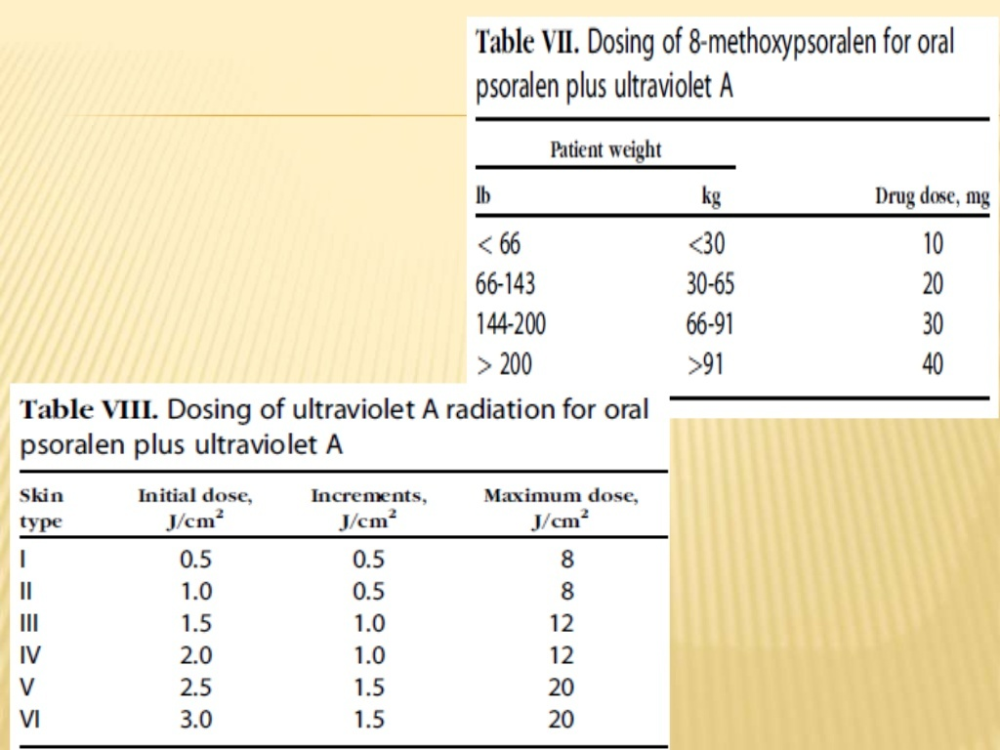 Table VII. Dosing of 8-methoxypsoralen for oral
psoralen plus ultraviolet A
Patient weight
lb kg Drug dose, mg
< 66 <30 10
66-143 30-65 20
144-200 66-91 30
> 200 >91 40
Table VIII. Dosing of ultraviolet A radiation for oral
psoralen plus ultraviolet A
Skin Initial dose, Increments, Maximum dose,
type J/cm² J/cm² J/cm²
I 0.5 0.5 8
II 1.0 0.5 8
III 1.5 1.0 12
IV 2.0 1.0 12
V 2.5 1.5 20
VI 3.0 1.5 20